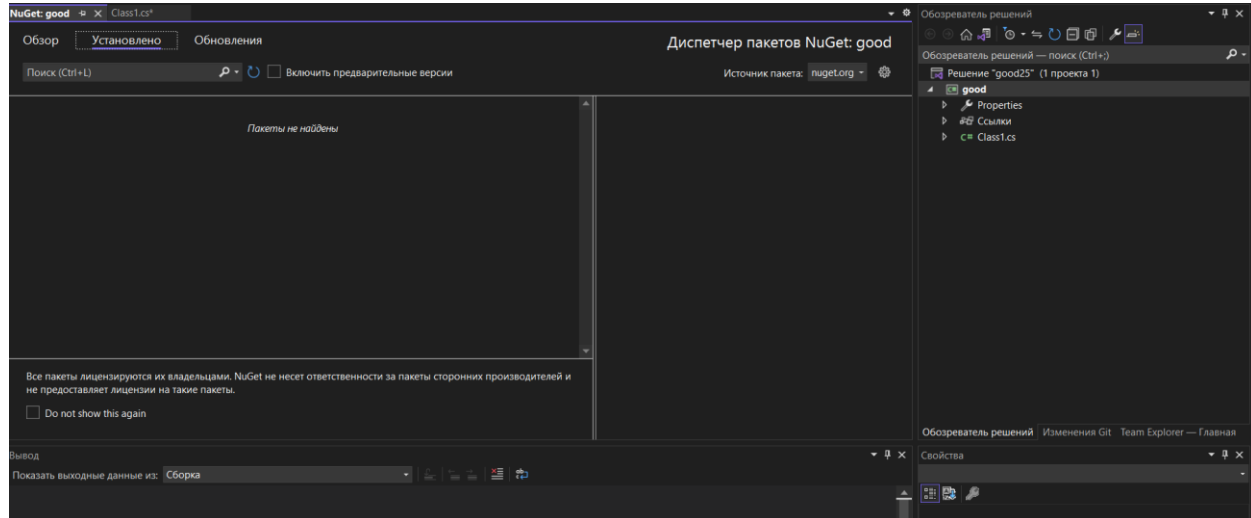 NuGet: good
Class1.cs*
Обзор
Установлено
Обновления
Диспетчер пакетов NuGet: good
Поиск (Ctrl+L)
Включить предварительные версии
Источник пакета: nuget.org
Пакеты не найдены
Все пакеты лицензируются их владельцами. NuGet не несет ответственности за пакеты сторонних производителей и
не предоставляет лицензии на такие пакеты.
Do not show this again
Вывод
Показать выходные данные из: Сборка
Обозреватель решений
Обозреватель решений — поиск (Ctrl+;)
Решение "good25" (1 проекта 1)
C# good
Properties
Ссылки
C# Class1.cs
Обозреватель решений Изменения Git Team Explorer — Главная
Свойства